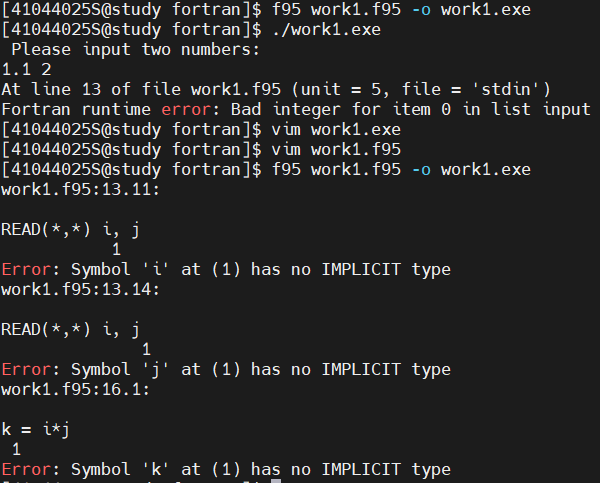 [41044025S@study fortran]$ f95 work1.f95 -o work1.exe
[41044025S@study fortran]$ ./work1.exe
 Please input two numbers:
1.1 2
At line 13 of file work1.f95 (unit = 5, file = 'stdin')
Fortran runtime error: Bad integer for item 0 in list input
[41044025S@study fortran]$ vim work1.exe
[41044025S@study fortran]$ vim work1.f95
[41044025S@study fortran]$ f95 work1.f95 -o work1.exe
work1.f95:13.11:

READ(*,*) i, j
           1
Error: Symbol 'i' at (1) has no IMPLICIT type
work1.f95:13.14:

READ(*,*) i, j
              1
Error: Symbol 'j' at (1) has no IMPLICIT type
work1.f95:16.1:

k = i*j
 1
Error: Symbol 'k' at (1) has no IMPLICIT type